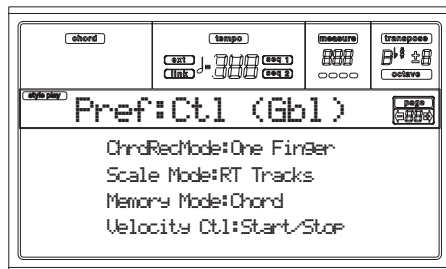 chord tempo measure transpose
ext seq 1
link seq 2
octave
style play Pref:Ctl (Gbl) page
ChrdRecMode:One Finger
Scale Mode:RT Tracks
Memory Mode:Chord
Velocity Ctl:Start/Stop